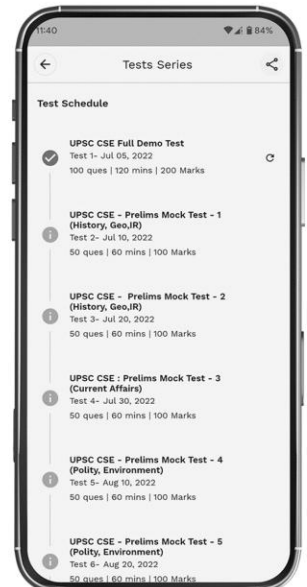 11:40
84%
Tests Series
Test Schedule
UPSC CSE Full Demo Test
Test 1- Jul 05, 2022
100 ques | 120 mins | 200 Marks
UPSC CSE - Prelims Mock Test - 1
(History, Geo,IR)
Test 2- Jul 10, 2022
50 ques | 60 mins | 100 Marks
UPSC CSE - Prelims Mock Test - 2
(History, Geo,IR)
Test 3- Jul 20, 2022
50 ques | 60 mins | 100 Marks
UPSC CSE : Prelims Mock Test - 3
(Current Affairs)
Test 4- Jul 30, 2022
50 ques | 60 mins | 100 Marks
UPSC CSE - Prelims Mock Test - 4
(Polity, Environment)
Test 5- Aug 10, 2022
50 ques | 60 mins | 100 Marks
UPSC CSE - Prelims Mock Test - 5
(Polity, Environment)
Test 6- Aug 20, 2022
50 ques | 60 mins | 100 Marks